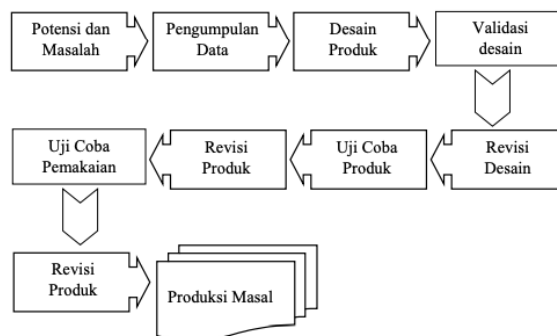 Potensi dan
Masalah
Pengumpulan
Data
Desain
Produk
Validasi
desain
Revisi
Desain
Uji Coba
Produk
Revisi
Produk
Uji Coba
Pemakaian
Revisi
Produk
Produksi Masal